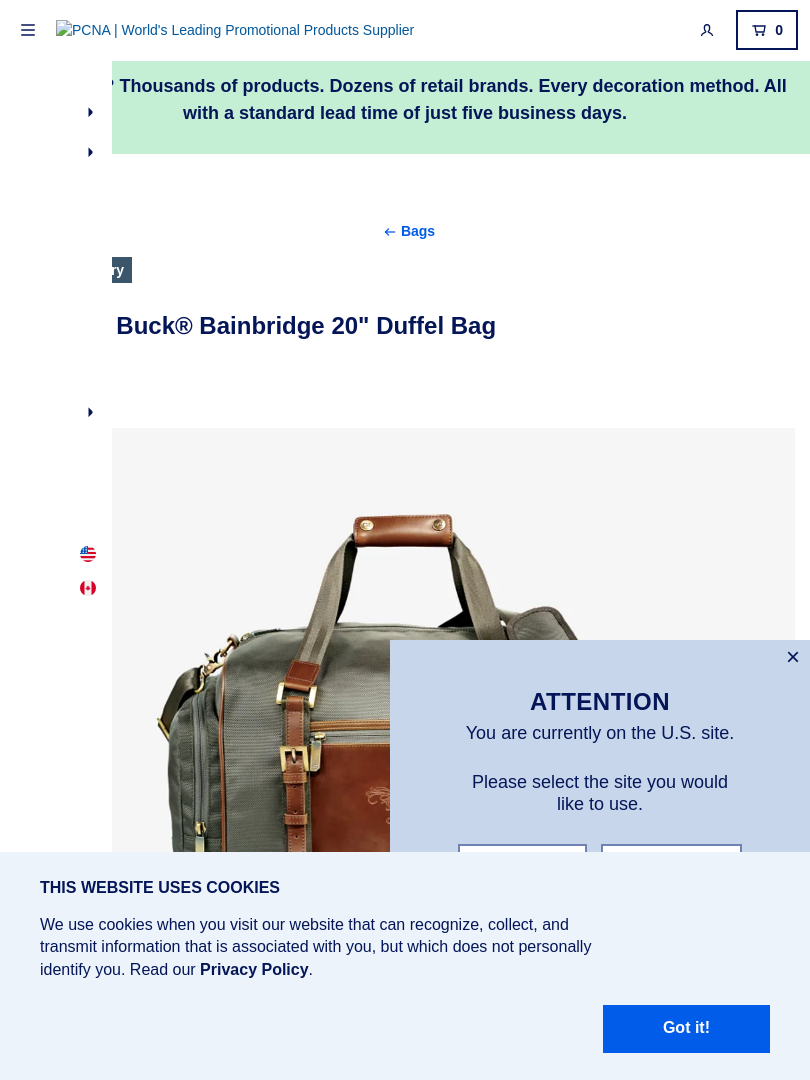 PCNA | World's Leading Promotional Products Supplier
0
? Thousands of products. Dozens of retail brands. Every decoration method. All
with a standard lead time of just five business days.
← Bags
Buck® Bainbridge 20" Duffel Bag
ATTENTION
You are currently on the U.S. site.
Please select the site you would
like to use.
THIS WEBSITE USES COOKIES
We use cookies when you visit our website that can recognize, collect, and
transmit information that is associated with you, but which does not personally
identify you. Read our Privacy Policy.
Got it!